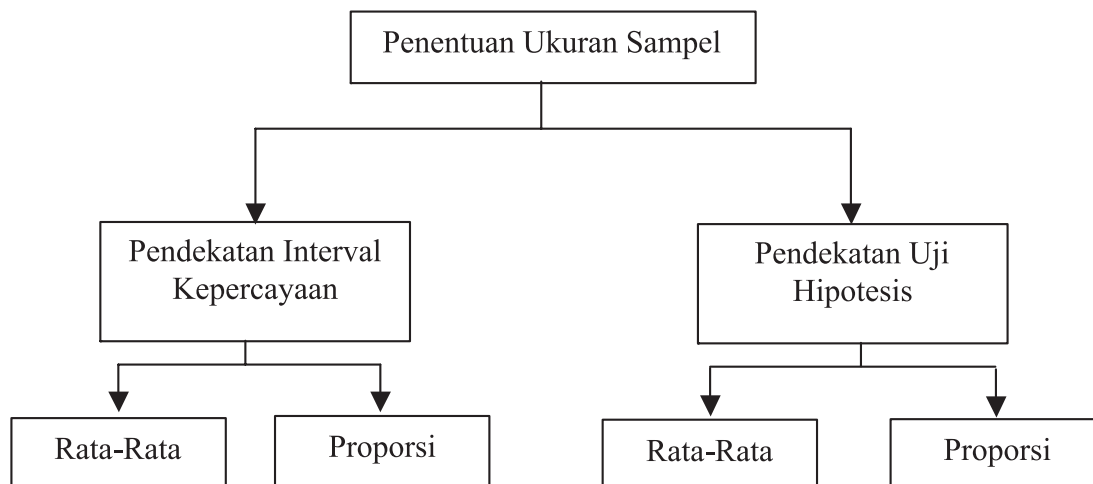 Penentuan Ukuran Sampel
Pendekatan Interval
Kepercayaan
Pendekatan Uji
Hipotesis
Rata-Rata
Proporsi
Rata-Rata
Proporsi